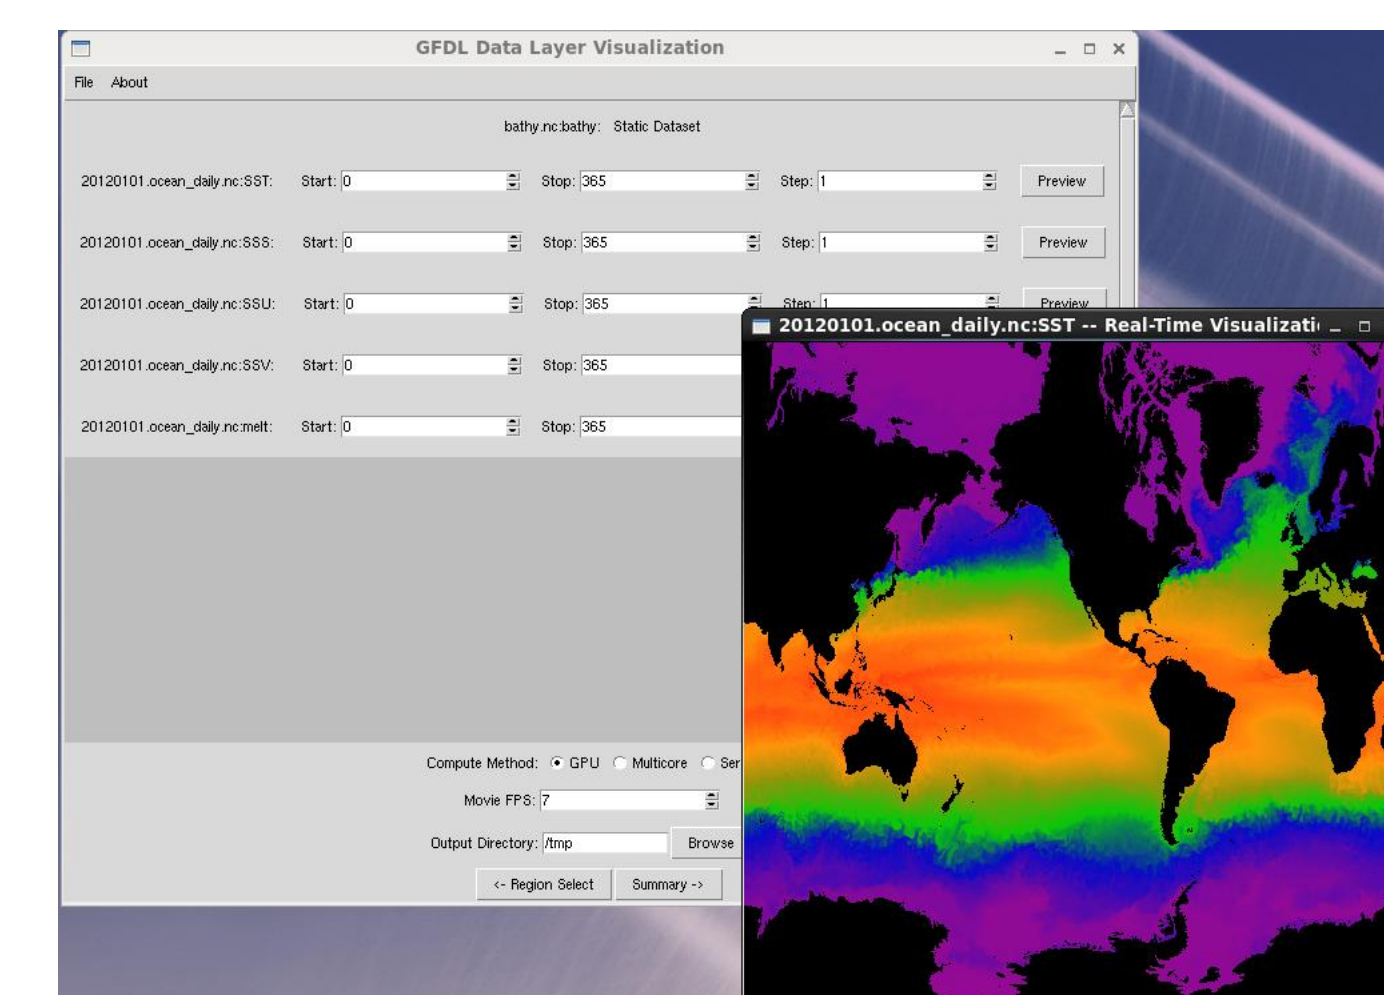 GFDL Data Layer Visualization
File About
bathy.nc:bathy: Static Dataset
20120101.ocean_daily.nc:SST: Start: 0 Stop: 365 Step: 1 Preview
20120101.ocean_daily.nc:SSS: Start: 0 Stop: 365 Step: 1 Preview
20120101.ocean_daily.nc:SSU: Start: 0 Stop: 365 Step: 1 Preview
20120101.ocean_daily.nc:SST -- Real-Time Visualizati
20120101.ocean_daily.nc:SSV: Start: 0 Stop: 365
20120101.ocean_daily.nc:melt: Start: 0 Stop: 365
Compute Method: GPU Multicore Ser
Movie FPS: 7
Output Directory: /tmp Browse
<- Region Select Summary ->